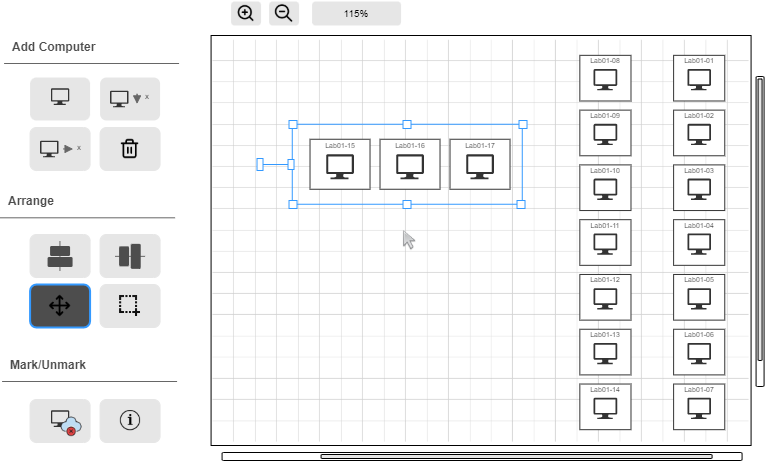 115%
Add Computer
x
x
Arrange
Mark/Unmark
i
Lab01-15 Lab01-16 Lab01-17
Lab01-08 Lab01-01
Lab01-09 Lab01-02
Lab01-10 Lab01-03
Lab01-11 Lab01-04
Lab01-12 Lab01-05
Lab01-13 Lab01-06
Lab01-14 Lab01-07